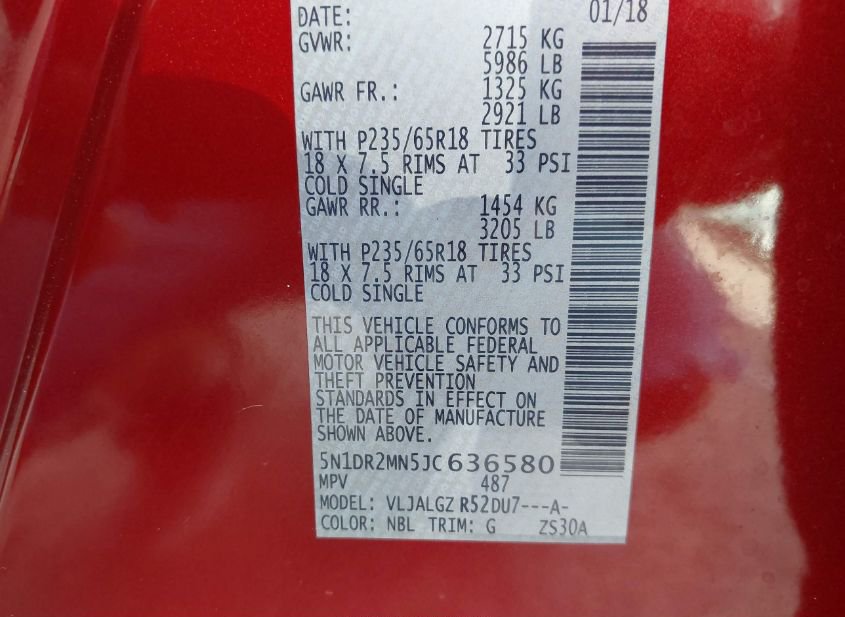 DATE: 01/18
GVWR: 2715 KG
5986 LB
GAWR FR.: 1325 KG
2921 LB
WITH P235/65R18 TIRES
18 X 7.5 RIMS AT 33 PSI
COLD SINGLE
GAWR RR.: 1454 KG
3205 LB
WITH P235/65R18 TIRES
18 X 7.5 RIMS AT 33 PSI
COLD SINGLE
THIS VEHICLE CONFORMS TO
ALL APPLICABLE FEDERAL
MOTOR VEHICLE SAFETY AND
THEFT PREVENTION
STANDARDS IN EFFECT ON
THE DATE OF MANUFACTURE
SHOWN ABOVE.
5N1DR2MN5JC636580
MPV 487
MODEL: VLJALGZ R52DU7---A-
COLOR: NBL TRIM: G ZS30A